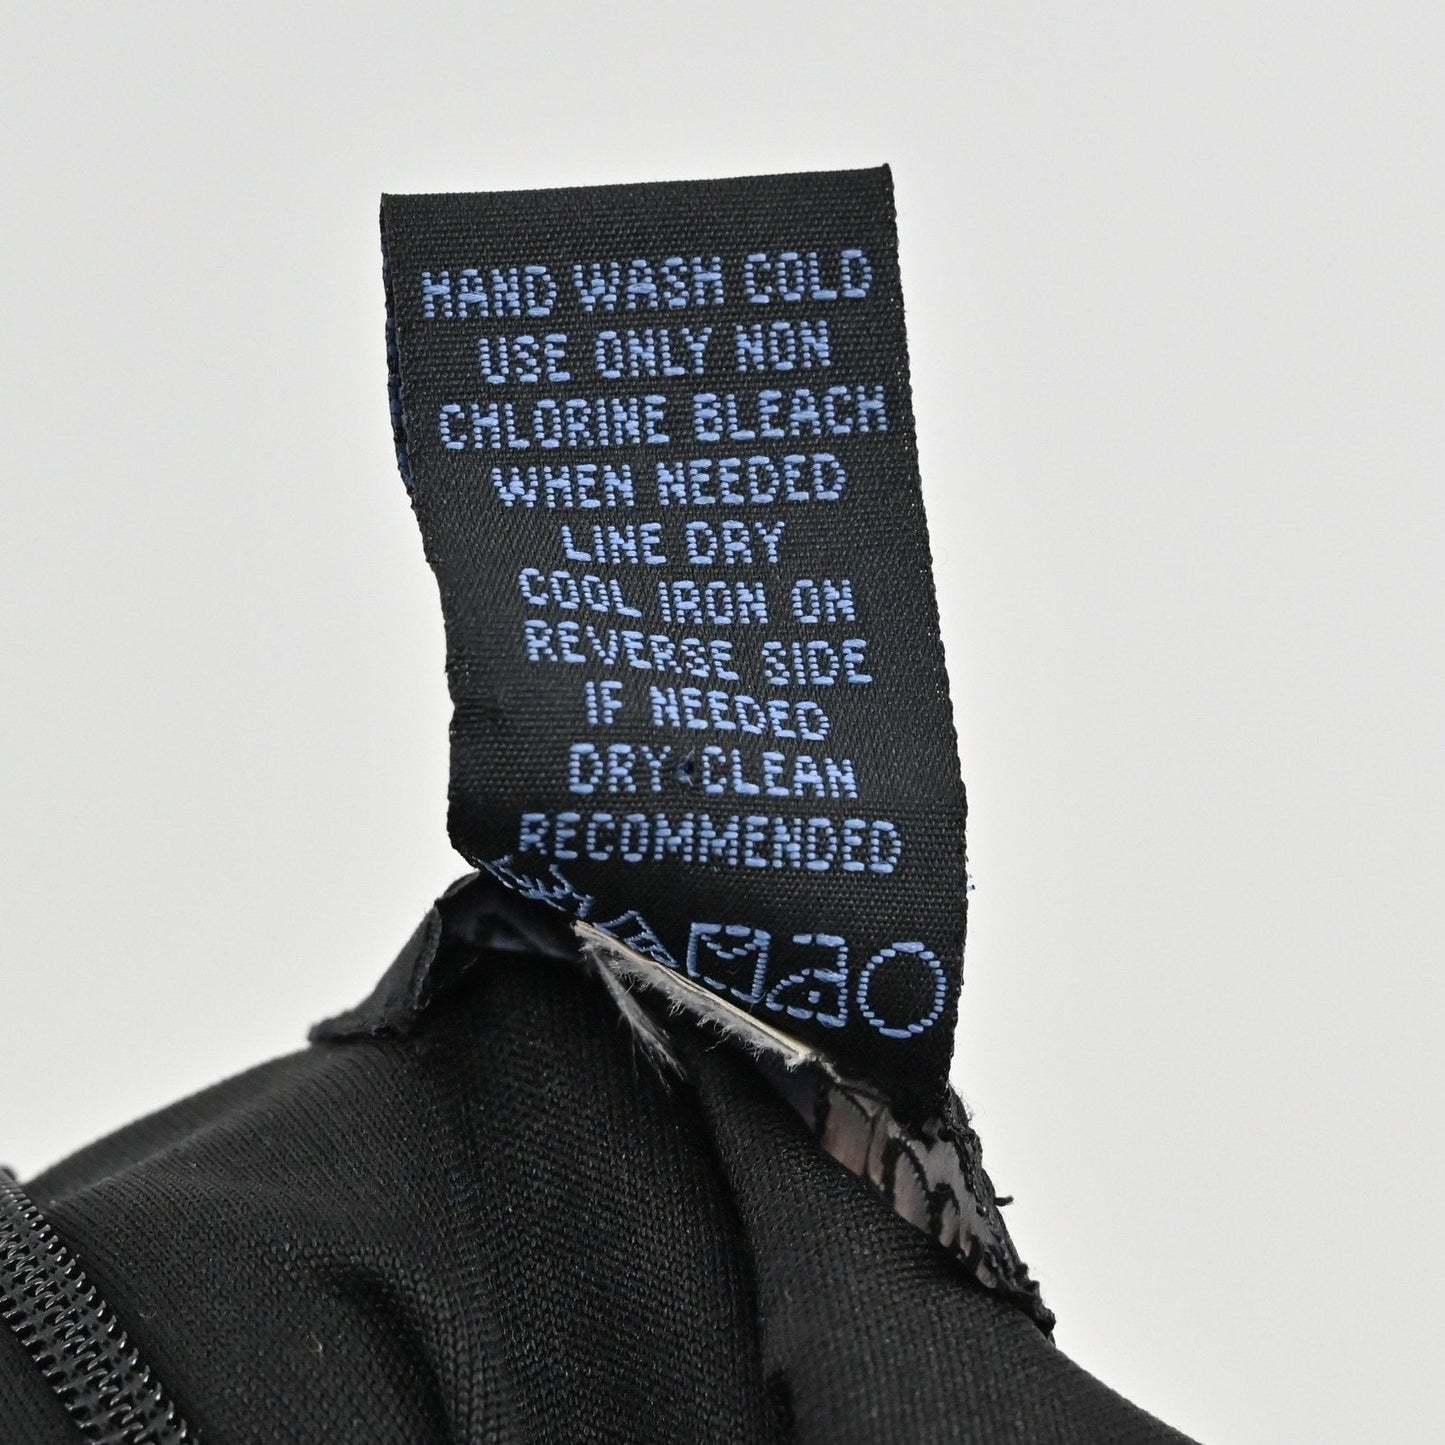 HAND WASH COLD
USE ONLY NON
CHLORINE BLEACH
WHEN NEEDED
LINE DRY
COOL IRON ON
REVERSE SIDE
IF NEEDED
DRY-CLEAN
RECOMMENDED